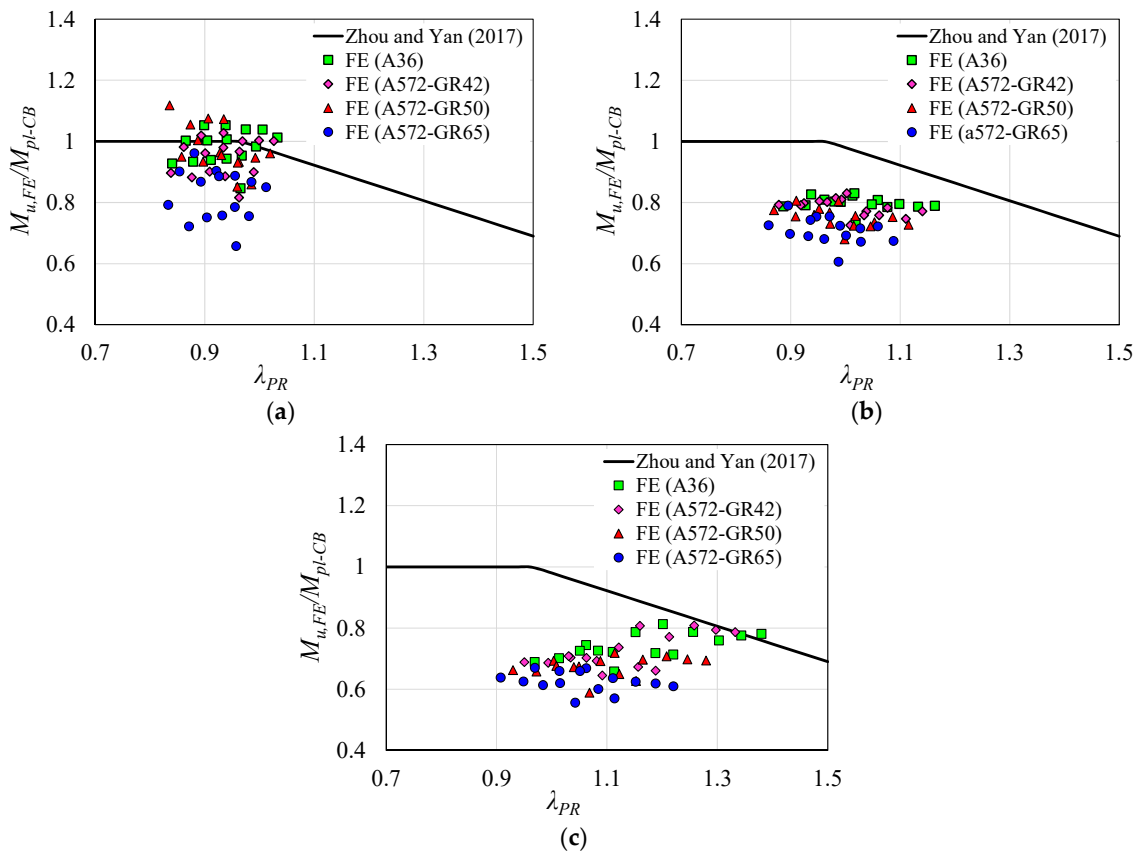 1.4
1.2
1
0.8
0.6
0.4
M_{u,FE}/M_{pl-CB}
Zhou and Yan (2017)
FE (A36)
FE (A572-GR42)
FE (A572-GR50)
FE (A572-GR65)
0.7 0.9 1.1 1.3 1.5
λ_{PR}
(a)
1.4
1.2
1
0.8
0.6
0.4
M_{u,FE}/M_{pl-CB}
Zhou and Yan (2017)
FE (A36)
FE (A572-GR42)
FE (A572-GR50)
FE (a572-GR65)
0.7 0.9 1.1 1.3 1.5
λ_{PR}
(b)
1.4
1.2
1
0.8
0.6
0.4
M_{u,FE}/M_{pl-CB}
Zhou and Yan (2017)
FE (A36)
FE (A572-GR42)
FE (A572-GR50)
FE (A572-GR65)
0.7 0.9 1.1 1.3 1.5
λ_{PR}
(c)